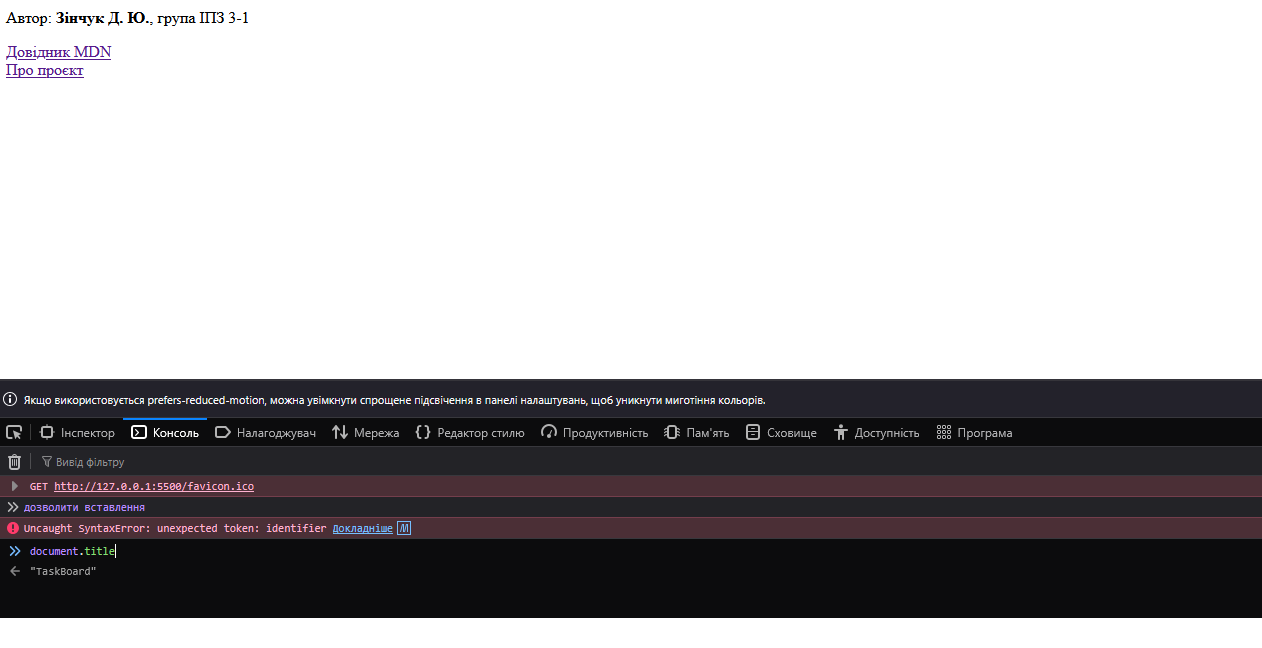 Автор: Зінчук Д. Ю., група ІПЗ 3-1
Довідник MDN
Про проєкт
Якщо використовується prefers-reduced-motion, можна увімкнути спрощене підсвічення в панелі налаштувань, щоб уникнути миготіння кольорів.
Інспектор Консоль Налагоджувач Мережа Редактор стилю Продуктивність Пам'ять Сховище Доступність Програма
Вивід фільтру
GET http://127.0.0.1:5500/favicon.ico
дозволити вставлення
Uncaught SyntaxError: unexpected token: identifier Докладніше
document.title
"TaskBoard"